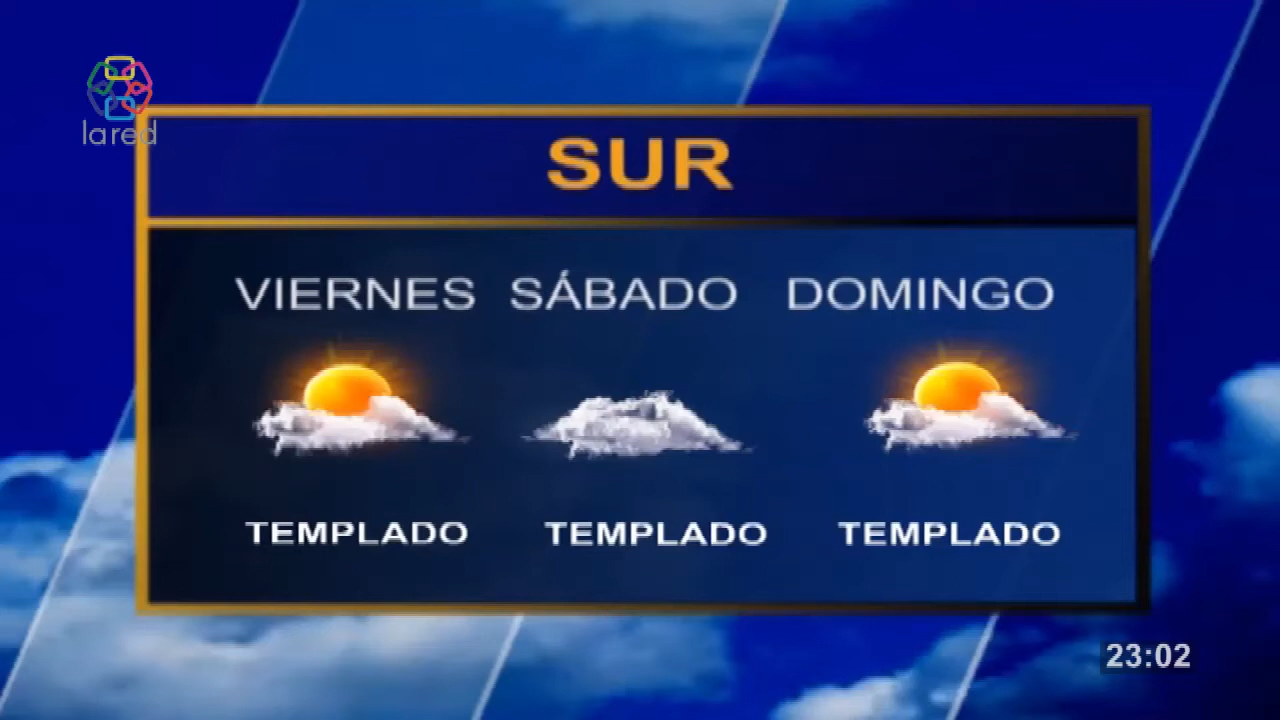 lared
SUR
VIERNES SÁBADO DOMINGO
TEMPLADO TEMPLADO TEMPLADO
23:02